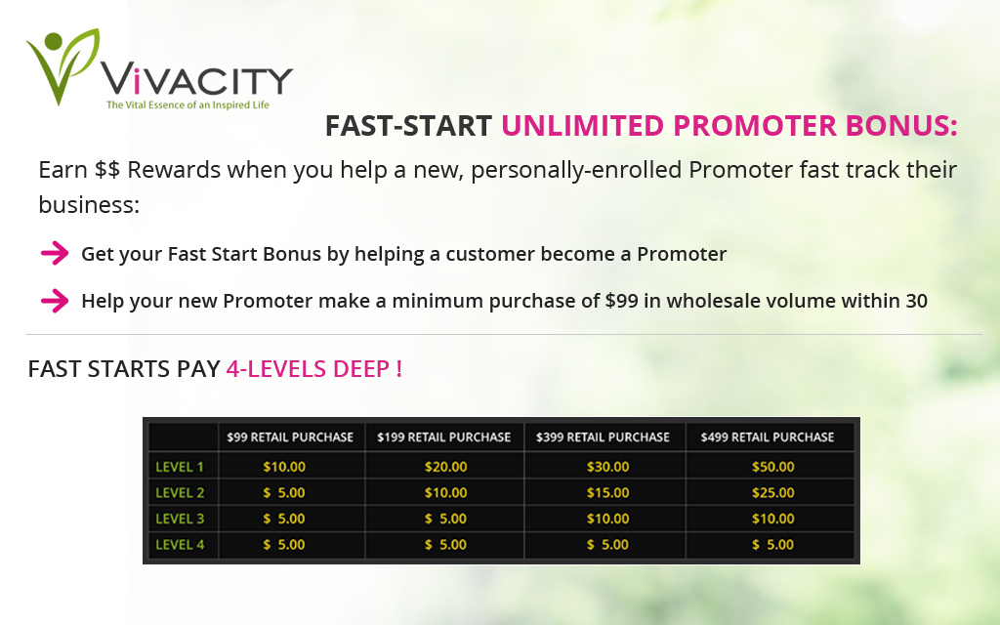 ViVACITY
The Vital Essence of an Inspired Life
FAST-START UNLIMITED PROMOTER BONUS:
Earn $$ Rewards when you help a new, personally-enrolled Promoter fast track their
business:
Get your Fast Start Bonus by helping a customer become a Promoter
Help your new Promoter make a minimum purchase of $99 in wholesale volume within 30
FAST STARTS PAY 4-LEVELS DEEP !
$99 RETAIL PURCHASE $199 RETAIL PURCHASE $399 RETAIL PURCHASE $499 RETAIL PURCHASE
LEVEL 1 $10.00 $20.00 $30.00 $50.00
LEVEL 2 $ 5.00 $10.00 $15.00 $25.00
LEVEL 3 $ 5.00 $ 5.00 $10.00 $10.00
LEVEL 4 $ 5.00 $ 5.00 $ 5.00 $ 5.00